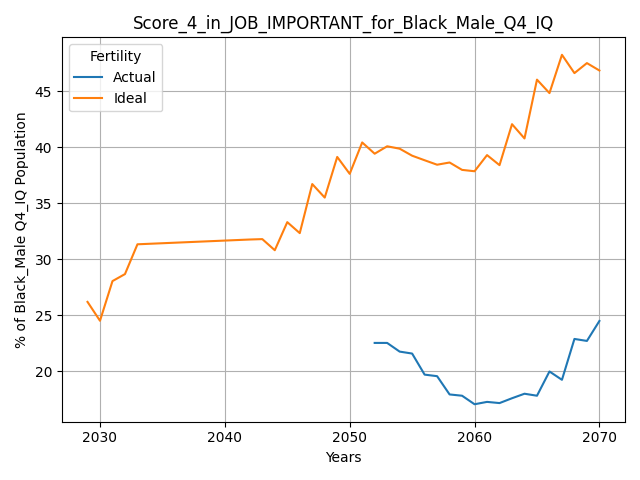 Score_4_in_JOB_IMPORTANT_for_Black_Male_Q4_IQ
Fertility
Actual
Ideal
% of Black_Male Q4_IQ Population
45
40
35
30
25
20
2030 2040 2050 2060 2070
Years